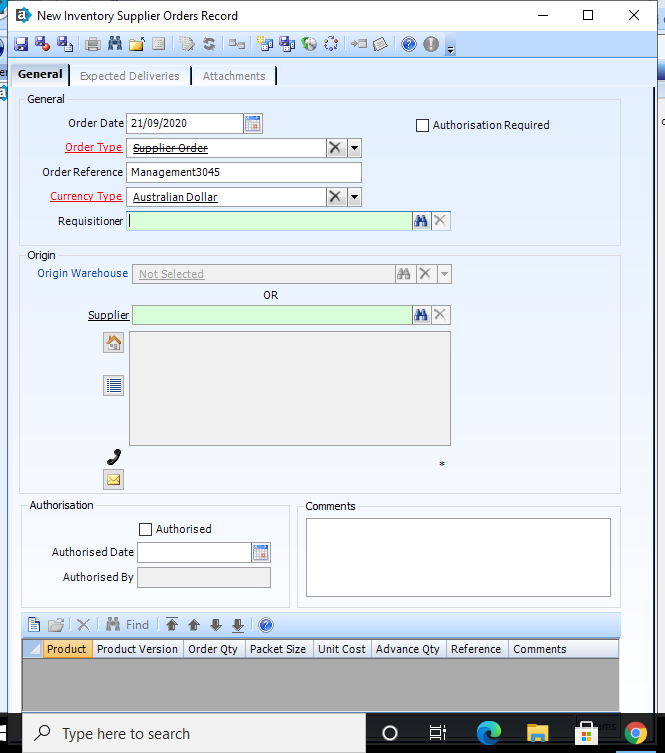 New Inventory Supplier Orders Record
General Expected Deliveries Attachments
General
Order Date 21/09/2020 Authorisation Required
Order Type Supplier Order
Order Reference Management3045
Currency Type Australian Dollar
Requisitioner
Origin
Origin Warehouse Not Selected
OR
Supplier
*
Authorisation
Authorised
Authorised Date
Authorised By
Comments
Find
Product Product Version Order Qty Packet Size Unit Cost Advance Qty Reference Comments
Type here to search